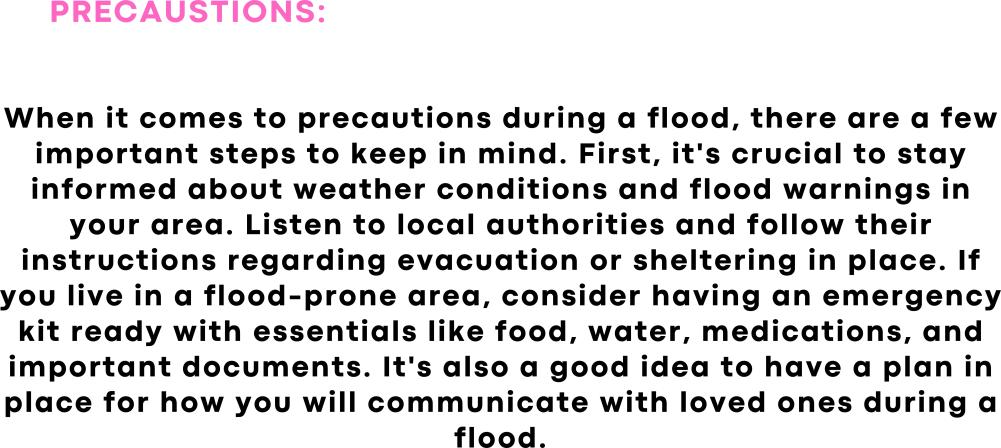 PRECAUSTIONS:
When it comes to precautions during a flood, there are a few
important steps to keep in mind. First, it's crucial to stay
informed about weather conditions and flood warnings in
your area. Listen to local authorities and follow their
instructions regarding evacuation or sheltering in place. If
you live in a flood-prone area, consider having an emergency
kit ready with essentials like food, water, medications, and
important documents. It's also a good idea to have a plan in
place for how you will communicate with loved ones during a
flood.